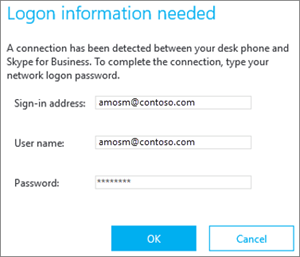 Logon information needed
A connection has been detected between your desk phone and
Skype for Business. To complete the connection, type your
network logon password.
Sign-in address: amosm@contoso.com
User name: amosm@contoso.com
Password: ********
OK Cancel